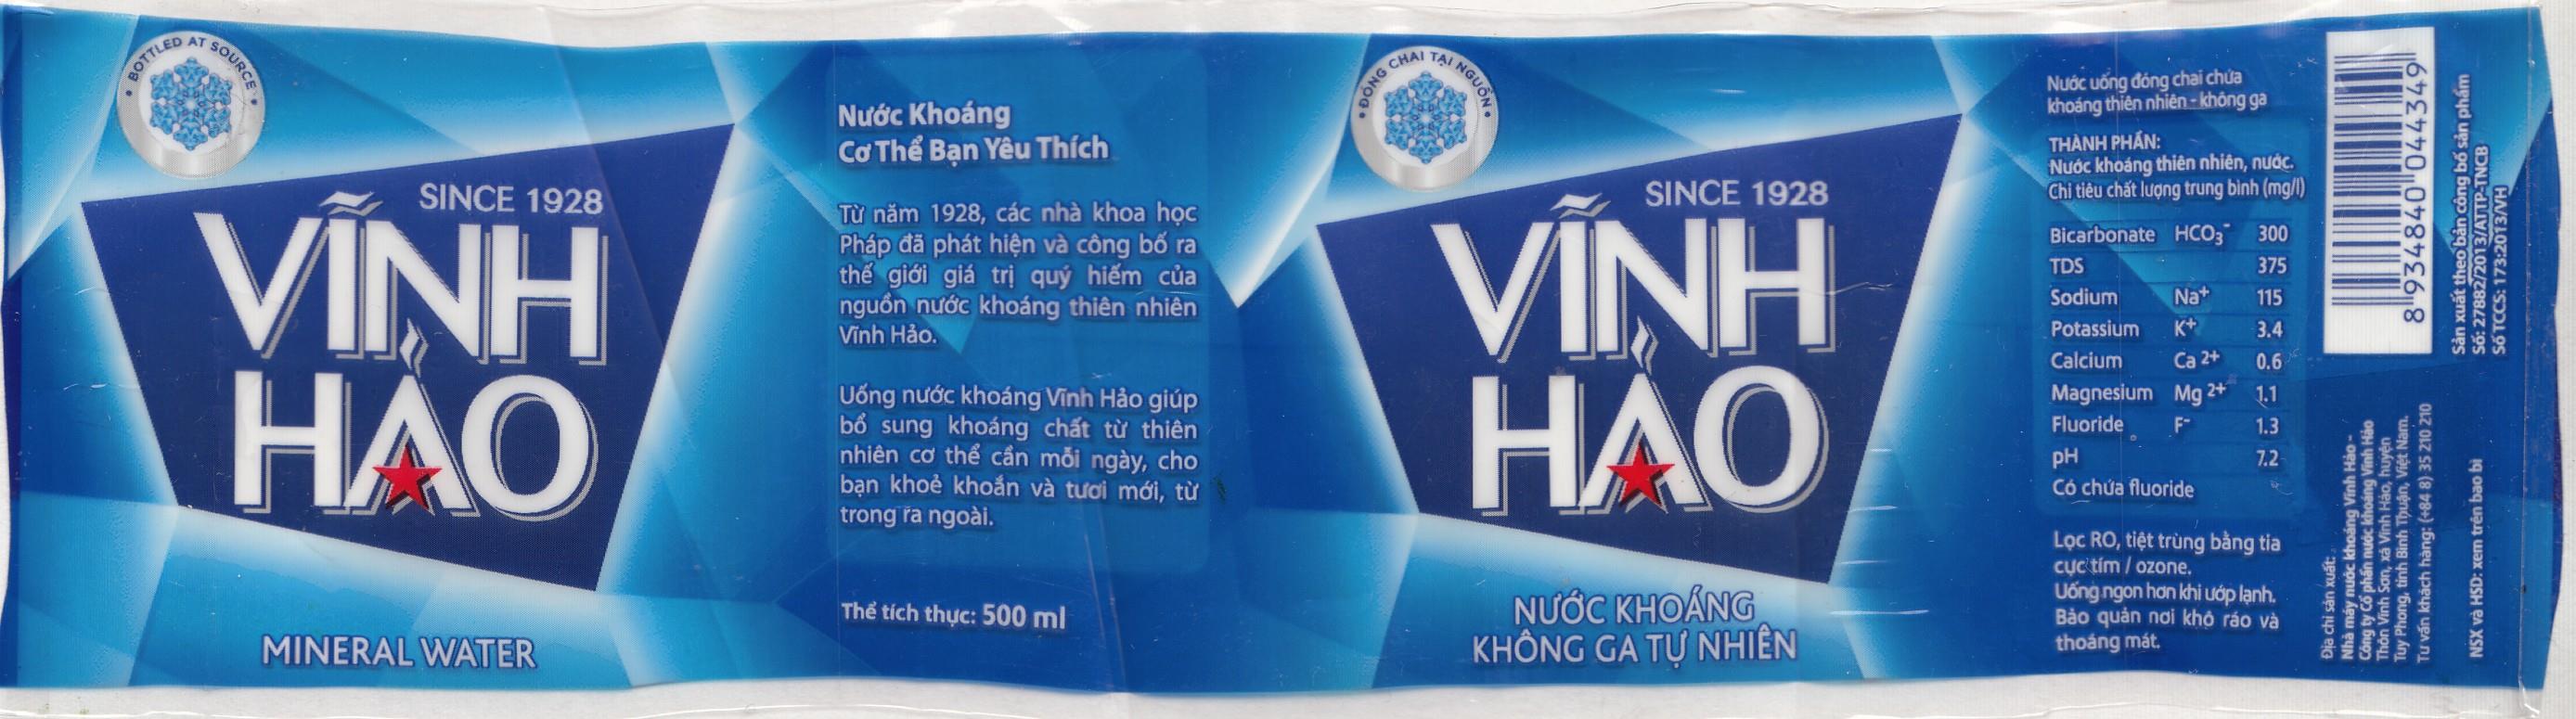 • BOTTLED AT SOURCE •
SINCE 1928
VĨNH
HẢO
MINERAL WATER
Nước Khoáng
Cơ Thể Bạn Yêu Thích
Từ năm 1928, các nhà khoa học
Pháp đã phát hiện và công bố ra
thế giới giá trị quý hiếm của
nguồn nước khoáng thiên nhiên
Vĩnh Hảo.
Uống nước khoáng Vĩnh Hảo giúp
bổ sung khoáng chất từ thiên
nhiên cơ thể cần mỗi ngày, cho
bạn khoẻ khoắn và tươi mới, từ
trong ra ngoài.
Thể tích thực: 500 ml
• ĐÓNG CHAI TẠI NGUỒN •
SINCE 1928
VĨNH
HẢO
NƯỚC KHOÁNG
KHÔNG GA TỰ NHIÊN
Nước uống đóng chai chứa
khoáng thiên nhiên - không ga
THÀNH PHẦN:
Nước khoáng thiên nhiên, nước.
Chỉ tiêu chất lượng trung bình (mg/l)
Bicarbonate HCO3- 300
TDS 375
Sodium Na+ 115
Potassium K+ 3.4
Calcium Ca 2+ 0.6
Magnesium Mg 2+ 1.1
Fluoride F- 1.3
pH 7.2
Có chứa fluoride
Lọc RO, tiệt trùng bằng tia
cực tím / ozone.
Uống ngon hơn khi ướp lạnh.
Bảo quản nơi khô ráo và
thoáng mát.
8 934840 044349
Sản xuất theo bản công bố sản phẩm
Số: 27882/2013/ATTP-TNCB
Số TCCS: 173:2013/VH
Địa chỉ sản xuất:
Nhà máy nước khoáng Vĩnh Hảo -
Công ty Cổ phần nước khoáng Vĩnh Hảo
Thôn Vĩnh Sơn, xã Vĩnh Hảo, huyện
Tuy Phong, tỉnh Bình Thuận, Việt Nam.
Tư vấn khách hàng: (+84 8) 35 210 210
NSX và HSD: xem trên bao bì